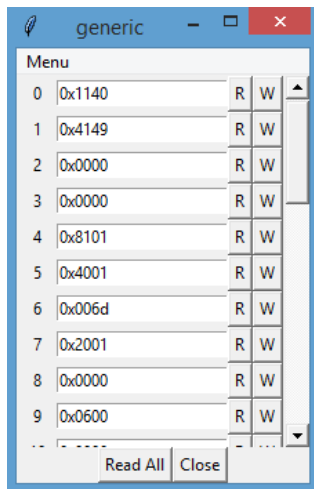 generic
Menu
0 0x1140 R W
1 0x4149 R W
2 0x0000 R W
3 0x0000 R W
4 0x8101 R W
5 0x4001 R W
6 0x006d R W
7 0x2001 R W
8 0x0000 R W
9 0x0600 R W
Read All Close